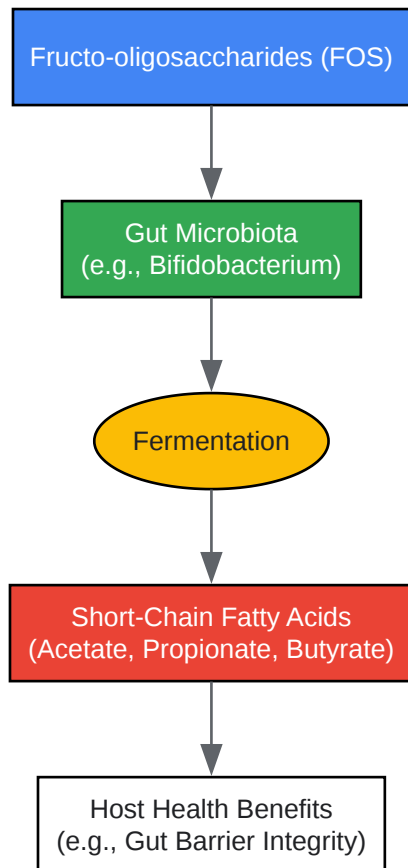 Fructo-oligosaccharides (FOS)
Gut Microbiota
(e.g., Bifidobacterium)
Fermentation
Short-Chain Fatty Acids
(Acetate, Propionate, Butyrate)
Host Health Benefits
(e.g., Gut Barrier Integrity)